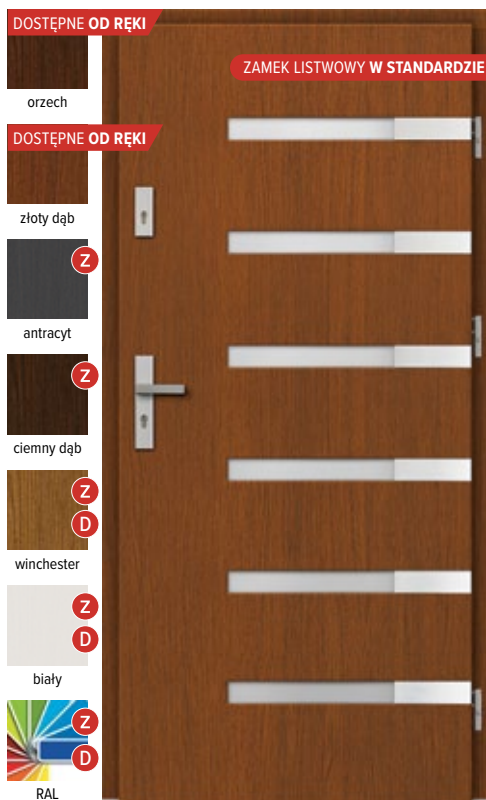 DOSTĘPNE OD RĘKI
ZAMEK LISTWOWY W STANDARDZIE
orzech
DOSTĘPNE OD RĘKI
złoty dąb
Z
antracyt
Z
ciemny dąb
Z
D
winchester
Z
D
biały
Z
D
RAL